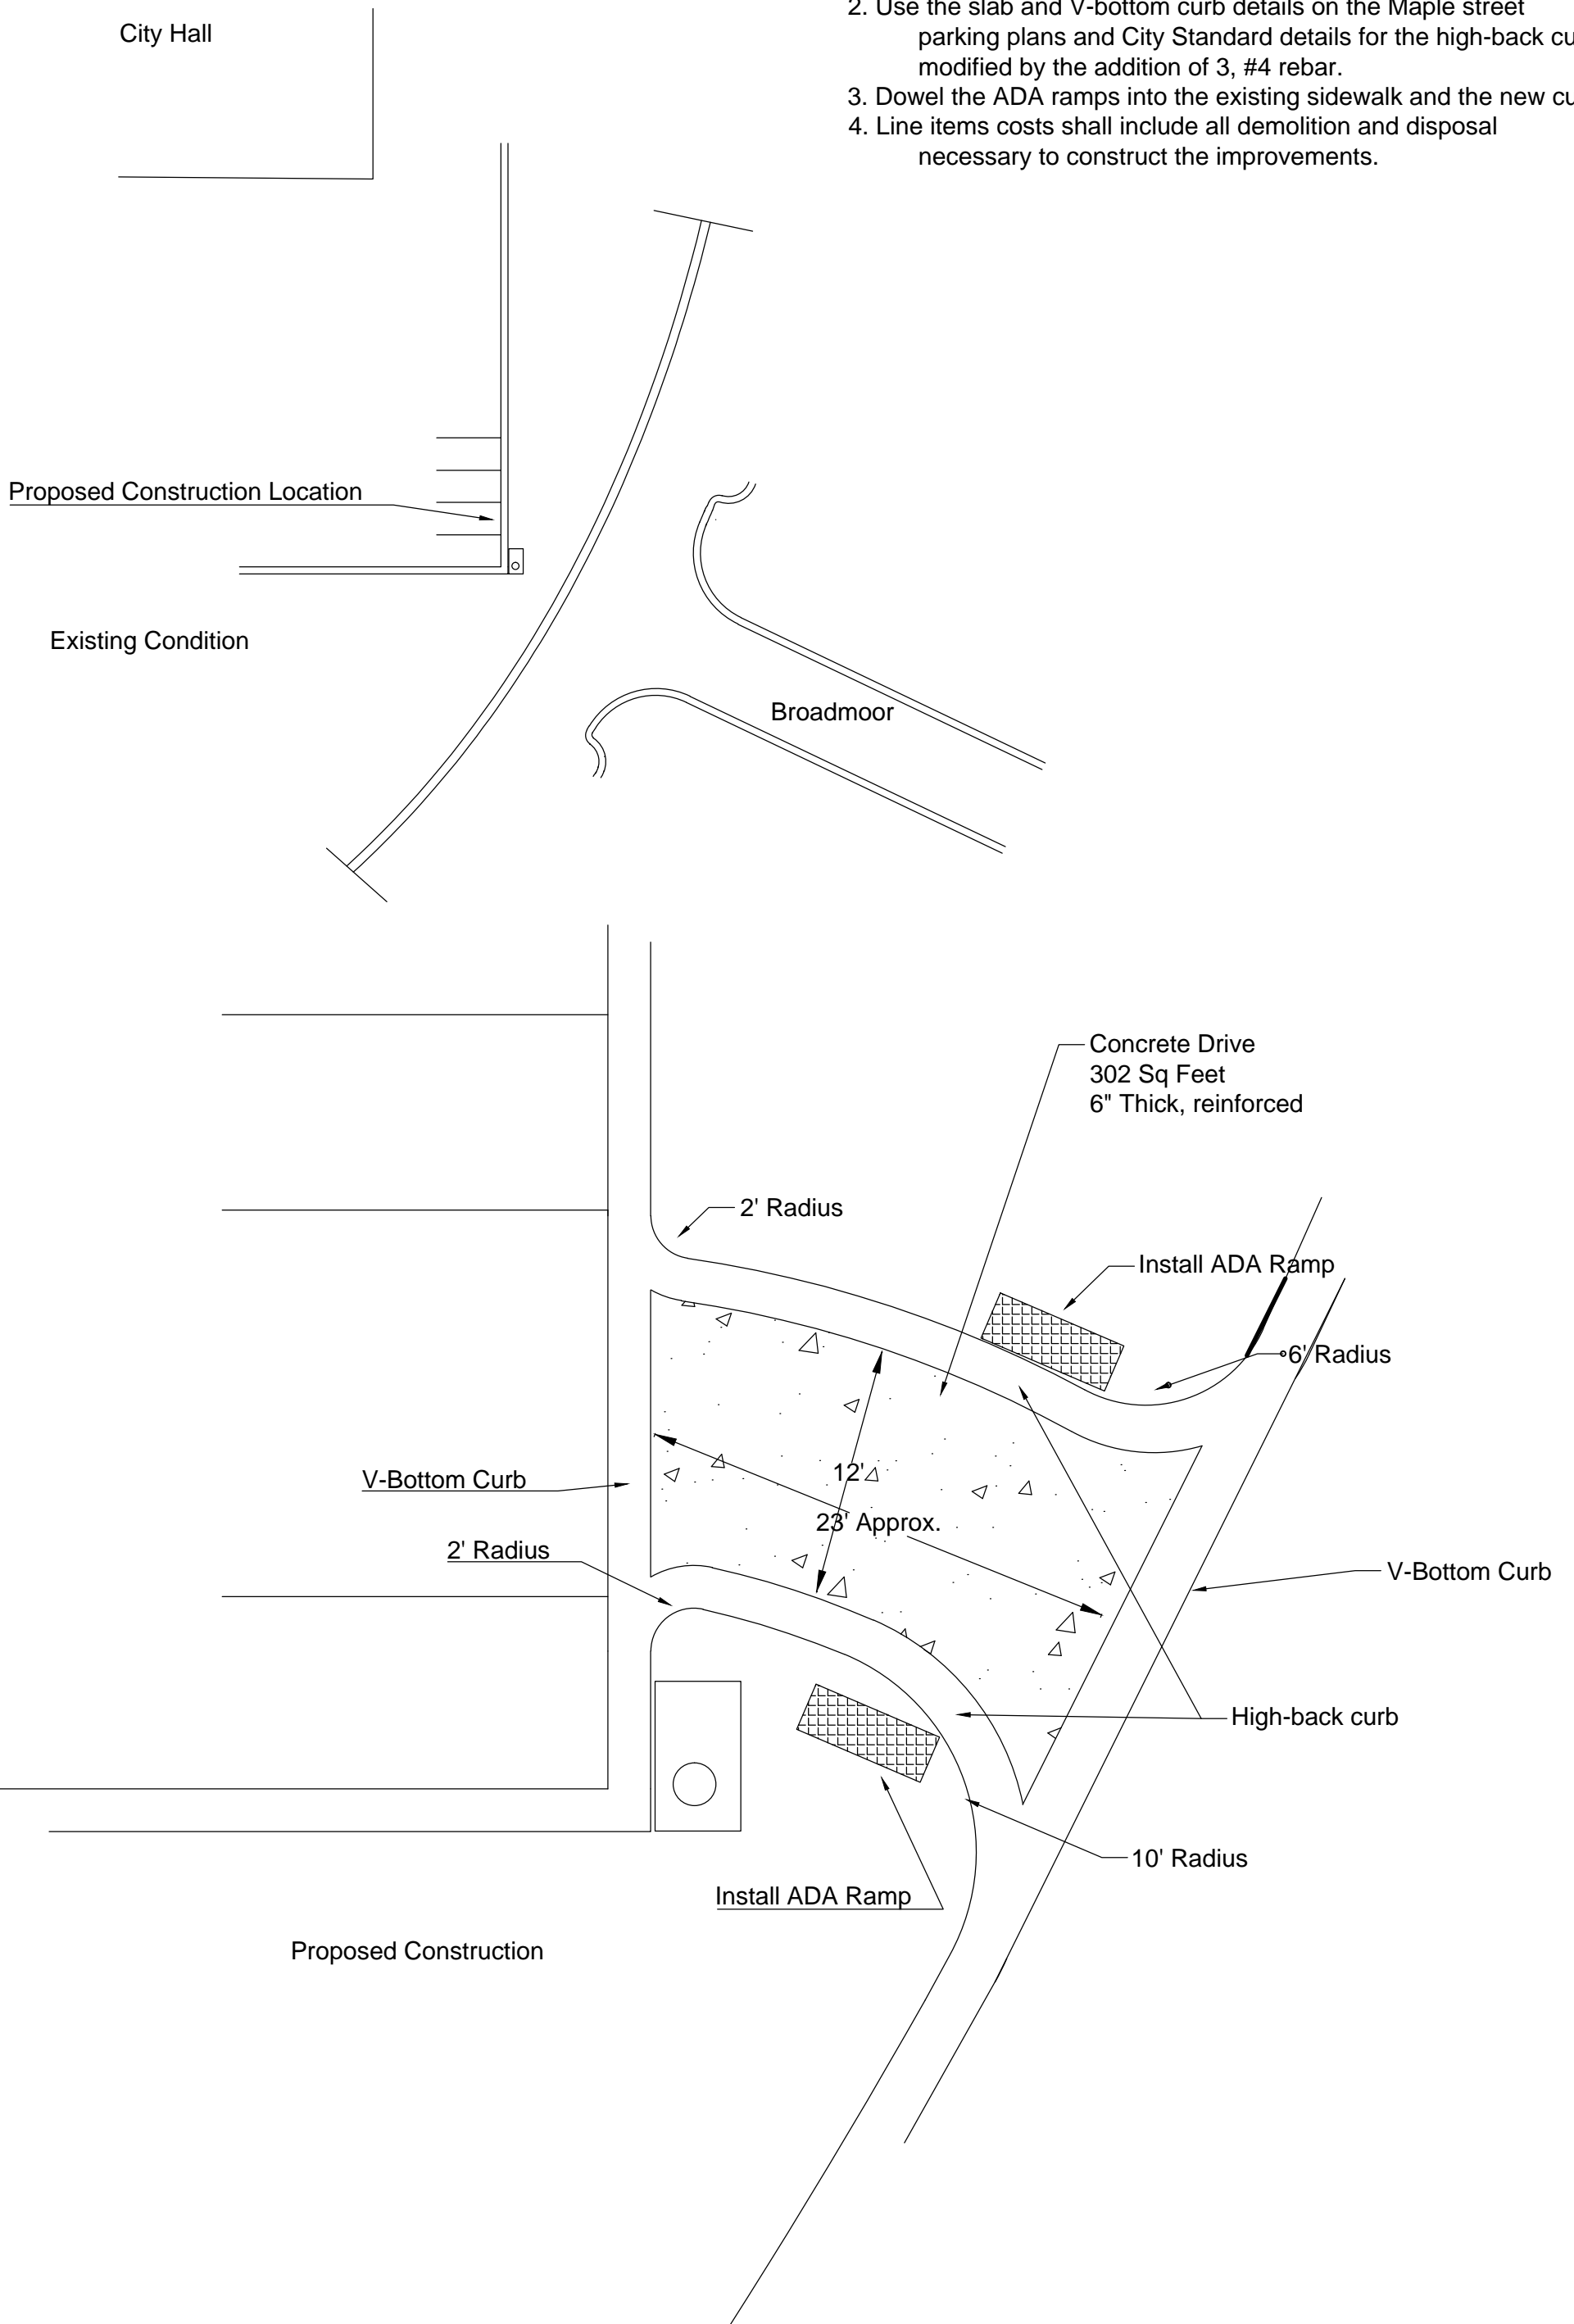 City Hall
2. Use the slab and V-bottom curb details on the Maple street
parking plans and City Standard details for the high-back
modified by the addition of 3, #4 rebar.
3. Dowel the ADA ramps into the existing sidewalk and the new
4. Line items costs shall include all demolition and disposal
necessary to construct the improvements.
Proposed Construction Location
Existing Condition
Broadmoor
Concrete Drive
302 Sq Feet
6" Thick, reinforced
2' Radius
Install ADA Ramp
6' Radius
12'
V-Bottom Curb
23' Approx.
2' Radius
V-Bottom Curb
High-back curb
10' Radius
Install ADA Ramp
Proposed Construction